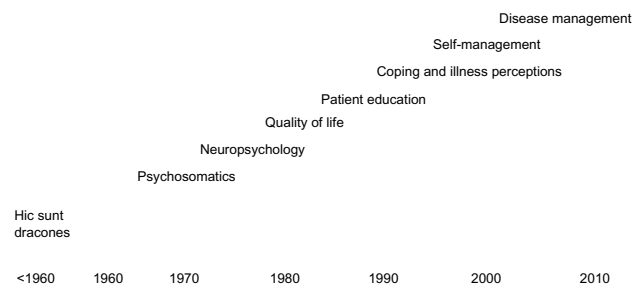 Disease management
Self-management
Coping and illness perceptions
Patient education
Quality of life
Neuropsychology
Psychosomatics
Hic sunt
dracones
<1960 1960 1970 1980 1990 2000 2010